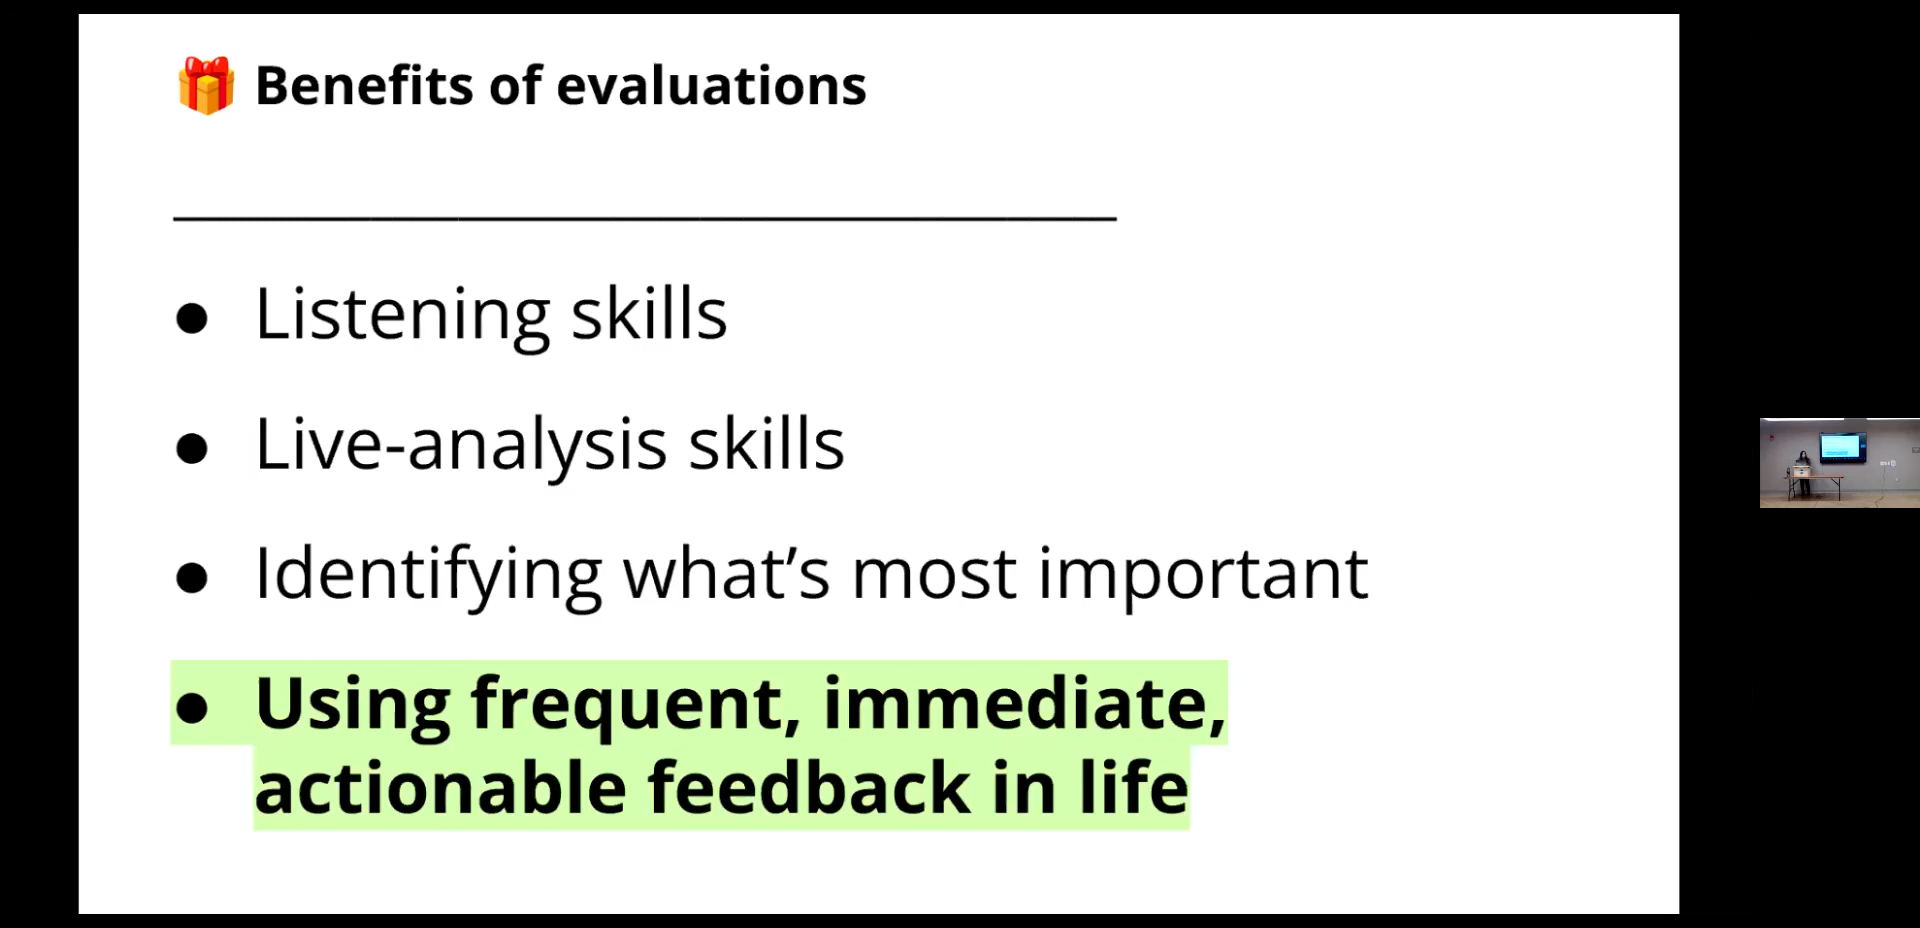 🎁 Benefits of evaluations
● Listening skills
● Live-analysis skills
● Identifying what’s most important
● Using frequent, immediate,
actionable feedback in life